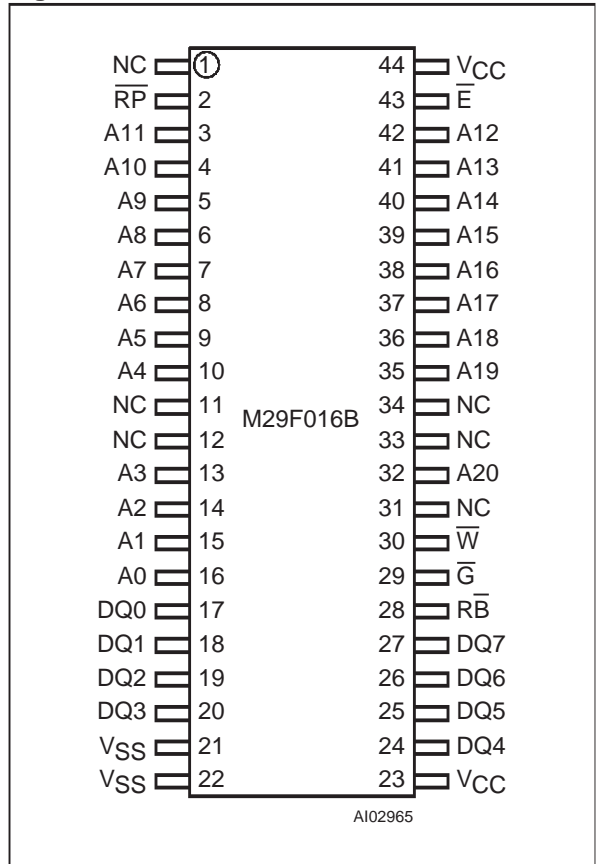 NC 1 44 VCC
R̅P̅ 2 43 E̅
A11 3 42 A12
A10 4 41 A13
A9 5 40 A14
A8 6 39 A15
A7 7 38 A16
A6 8 37 A17
A5 9 36 A18
A4 10 35 A19
NC 11 34 NC
M29F016B
NC 12 33 NC
A3 13 32 A20
A2 14 31 NC
A1 15 30 W̅
A0 16 29 G̅
DQ0 17 28 RB̅
DQ1 18 27 DQ7
DQ2 19 26 DQ6
DQ3 20 25 DQ5
VSS 21 24 DQ4
VSS 22 23 VCC
AI02965